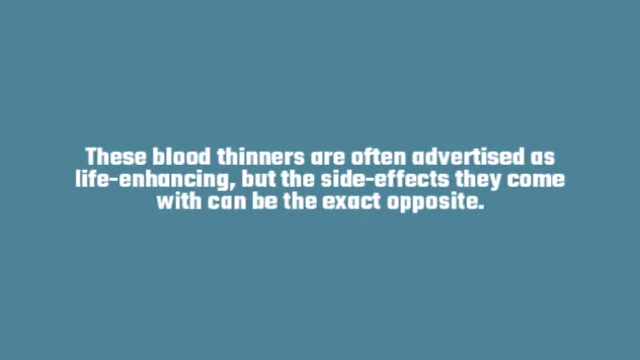 These blood thinners are often advertised as
life-enhancing, but the side-effects they come
with can be the exact opposite.